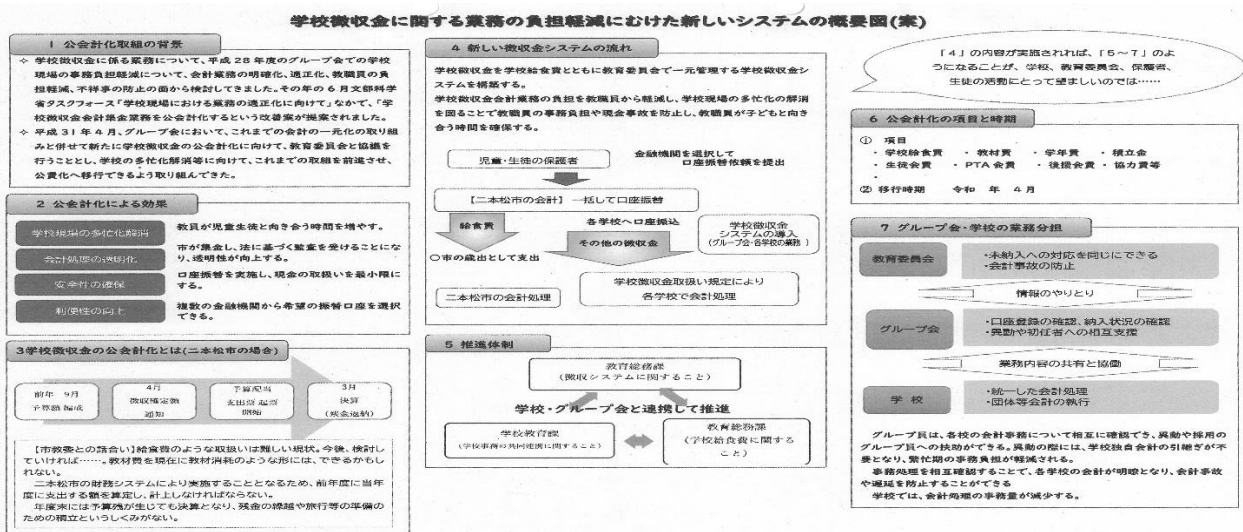 学校徴収金に関する業務の負担軽減にむけた新しいシステムの概要図(案)
1 公会計化取組の背景
✧ 学校徴収金に係る業務について、平成28年度のグループ会での学校
現場の事務負担軽減について、会計業務の明確化、適正化、教職員の負
担軽減、不祥事の防止の面から検討してきました。その年の6月文部科学
省タスクフォース「学校現場における業務の適正化に向けて」なかで、「学
校徴収金会計集金業務を公会計化するという改善案が提案されました。
✧ 平成31年4月、グループ会において、これまでの会計の一元化の取り組
みと併せて新たに学校徴収金の公会計化に向けて、教育委員会と協議を
行うこととし、学校の多忙化解消等に向けて、これまでの取組を前進させ、
公費化へ移行できるよう取り組んできた。
2 公会計化による効果
学校現場の多忙化解消
教員が児童生徒と向き合う時間を増やす。
会計処理の透明化
市が集金し、法に基づく監査を受けることにな
り、透明性が向上する。
安全性の確保
口座振替を実施し、現金の取扱いを最小限に
する。
利便性の向上
複数の金融機関から希望の振替口座を選択
できる。
3学校徴収金の公会計化とは(二本松市の場合)
前年 9月
予算額 編成
4月
徴収確定額
通知
予算配当
支出票 起票
開始
3月
決算
(残金返納)
【市教委との話合い】給食費のような取扱いは難しい現状。今後、検討し
ていければ……。教材費を現在に教材消耗のような形には、できるかもし
れない。
二本松市の財務システムにより実施することとなるため、前年度に当年
度に支出する額を算定し、計上しなければならない。
年度末には予算残が生じても決算となり、残金の繰越や旅行等の準備の
ための積立というしくみがない。
4 新しい徴収金システムの流れ
学校徴収金を学校給食費とともに教育委員会で一元管理する学校徴収金シ
ステムを構築する。
学校徴収金会計業務の負担を教職員から軽減し、学校現場の多忙化の解消
を図ることで教職員の事務負担や現金事故を防止し、教職員が子どもと向き
合う時間を確保する。
児童・生徒の保護者
金融機関を選択して
口座振替依頼を提出
【二本松市の会計】 一括して口座振替
給食費
各学校へ口座振込
その他の徴収金
学校徴収金
システムの導入
(グループ会・各学校の業務 )
〇市の歳出として支出
二本松市の会計処理
学校徴収金取扱い規定により
各学校で会計処理
5 推進体制
教育総務課
(徴収システムに関すること)
学校・グループ会と連携して推進
学校教育課
(学校事務の共同連携に関すること)
教育総務課
(学校給食費に関する
こと)
「4」の内容が実施されれば、「5～7」のよ
うになることが、学校、教育委員会、保護者、
生徒の活動にとって望ましいのでは……
6 公会計化の項目と時期
① 項目
・学校給食費 ・教材費 ・学年費 ・積立金
・生徒会費 ・PTA会費 ・後援会費 ・協力費等
・
② 移行時期 令和 年 4月
7 グループ会・学校の業務分担
教育委員会
・未納入への対応を同じにできる
・会計事故の防止
情報のやりとり
グループ会
・口座登録の確認、納入状況の確認
・異動や初任者への相互支援
業務内容の共有と協働
学 校
・統一した会計処理
・団体等会計の執行
グループ員は、各校の会計事務について相互に確認でき、異動や採用の
グループ員への扶助ができる。異動の際には、学校独自会計の引継ぎが不
要となり、繁忙期の事務負担が軽減される。
事務処理を相互確認することで、各学校の会計が明瞭となり、会計事故
や遅延を防止することができる
学校では、会計処理の事務量が減少する。